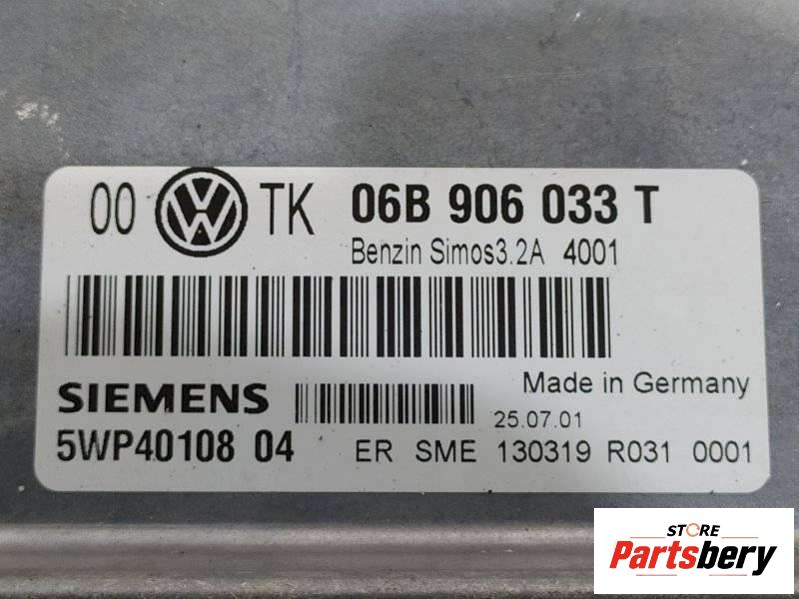 00 VW TK 06B 906 033 T
Benzin Simos3.2A 4001
Made in Germany
SIEMENS 25.07.01
5WP40108 04 ER SME 130319 R031 0001
STORE
Partsbery